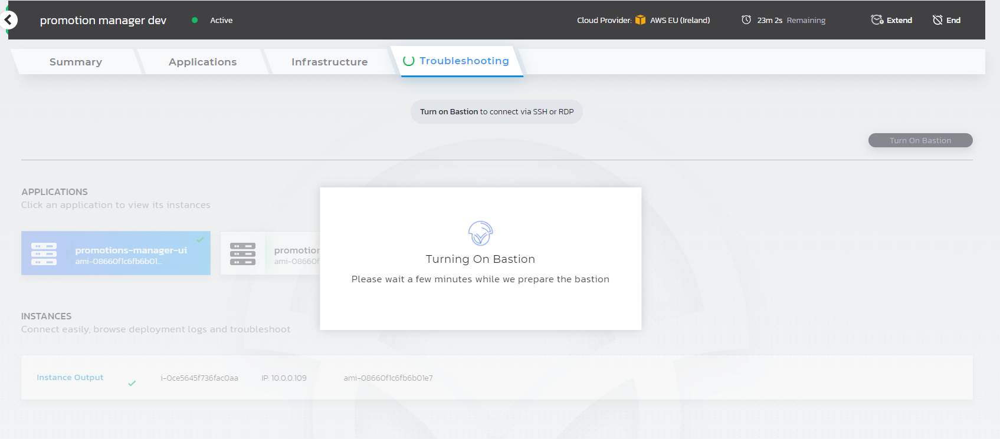 promotion manager dev Active Cloud Provider: AWS EU (Ireland) 23m 2s Remaining Extend End
Summary Applications Infrastructure Troubleshooting
Turn on Bastion to connect via SSH or RDP
Turn On Bastion
APPLICATIONS
Click an application to view its instances
promotions-manager-ui
ami-08660f1c6fb6b01...
promotion
ami-08660f
Turning On Bastion
Please wait a few minutes while we prepare the bastion
INSTANCES
Connect easily, browse deployment logs and troubleshoot
Instance Output i-0ce5645f736fac0aa IP: 10.0.0.109 ami-08660f1c6fb6b01e7